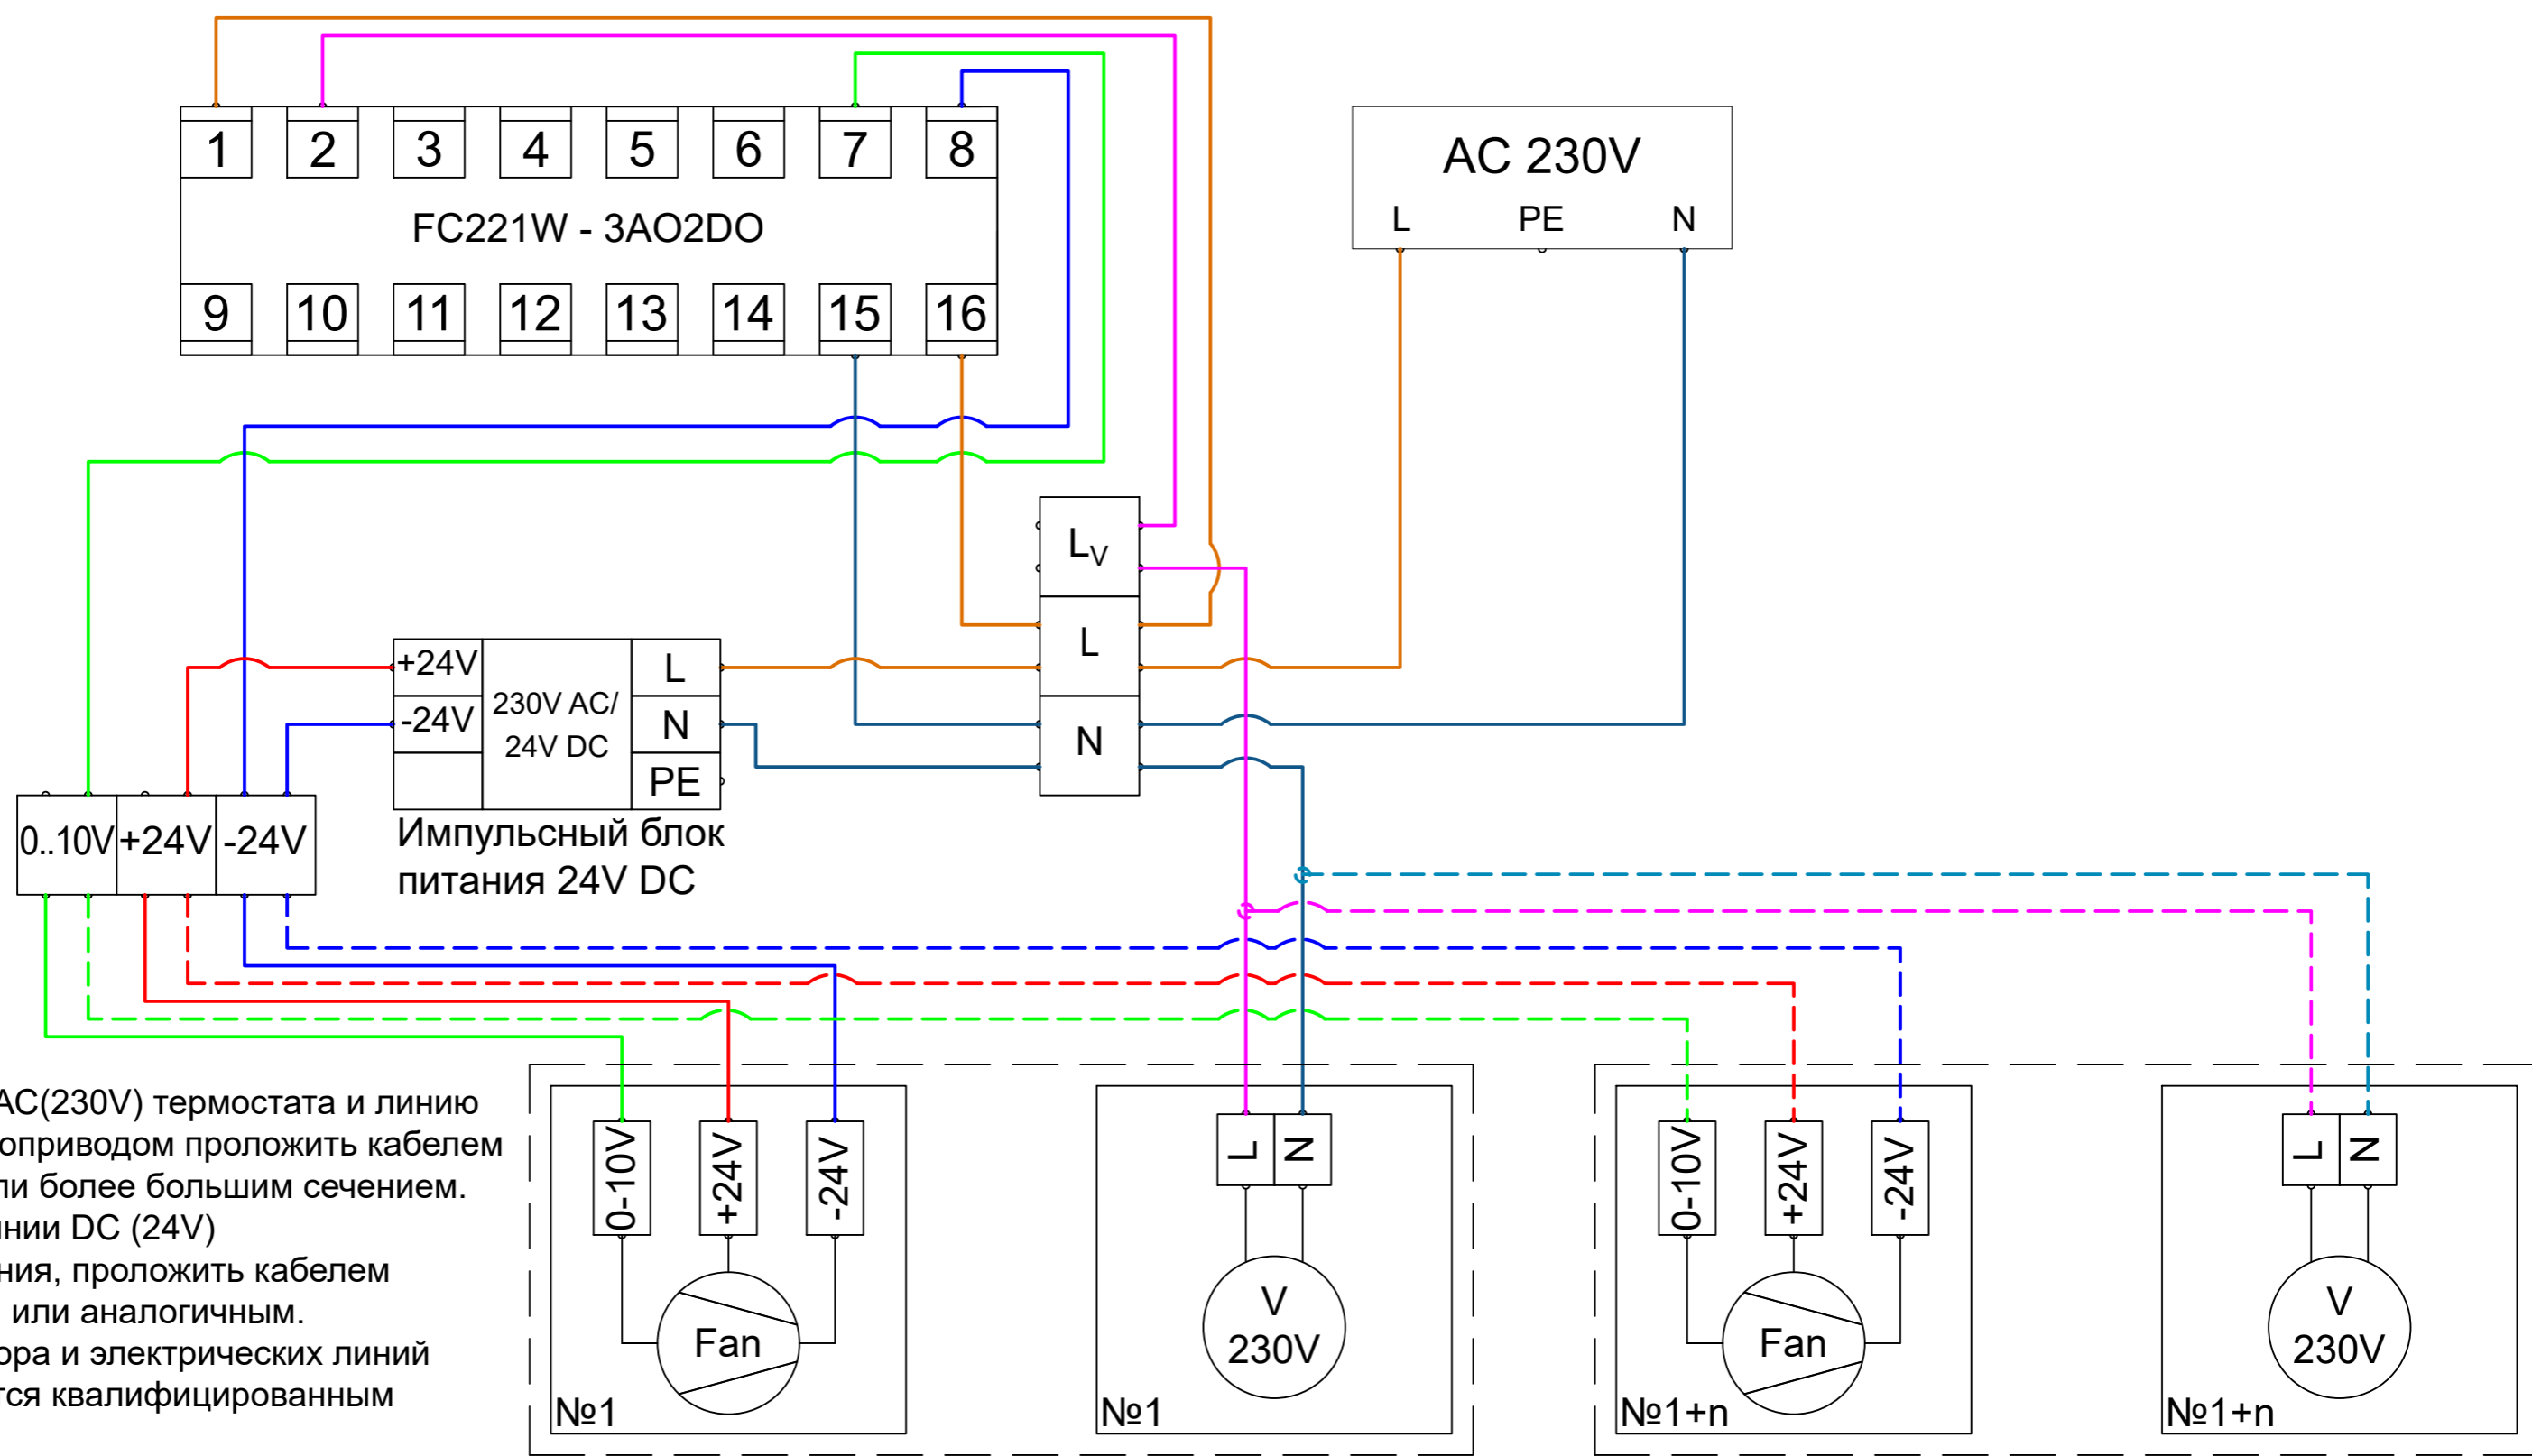 1 2 3 4 5 6 7 8
FC221W - 3AO2DO
9 10 11 12 13 14 15 16
AC 230V
L PE N
LV
L
N
+24V
-24V
230V AC/
24V DC
L
N
PE
Импульсный блок
питания 24V DC
0..10V +24V -24V
AC(230V) термостата и линию
оприводом проложить кабелем
ли более большим сечением.
нии DC (24V)
ния, проложить кабелем
или аналогичным.
ора и электрических линий
тся квалифицированным
0-10V +24V -24V
Fan
№1
L N
V
230V
№1
0-10V +24V -24V
Fan
№1+n
L N
V
230V
№1+n